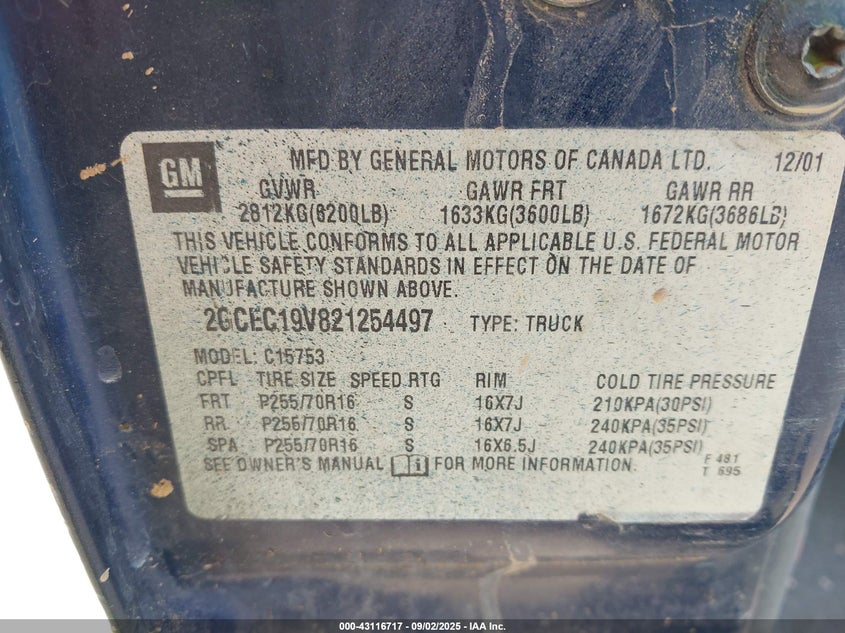 GM
MFD BY GENERAL MOTORS OF CANADA LTD. 12/01
GVWR GAWR FRT GAWR RR
2812KG(6200LB) 1633KG(3600LB) 1672KG(3686LB)
THIS VEHICLE CONFORMS TO ALL APPLICABLE U.S. FEDERAL MOTOR
VEHICLE SAFETY STANDARDS IN EFFECT ON THE DATE OF
MANUFACTURE SHOWN ABOVE.
2GCEC19V821254497 TYPE: TRUCK
MODEL: C15753
CPFL TIRE SIZE SPEED RTG RIM COLD TIRE PRESSURE
FRT P255/70R16 S 16X7J 210KPA(30PSI)
RR P255/70R16 S 16X7J 240KPA(35PSI)
SPA P255/70R16 S 16X6.5J 240KPA(35PSI)
SEE OWNER'S MANUAL FOR MORE INFORMATION. F 481
T 695
000-43116717 - 09/02/2025 - IAA Inc.